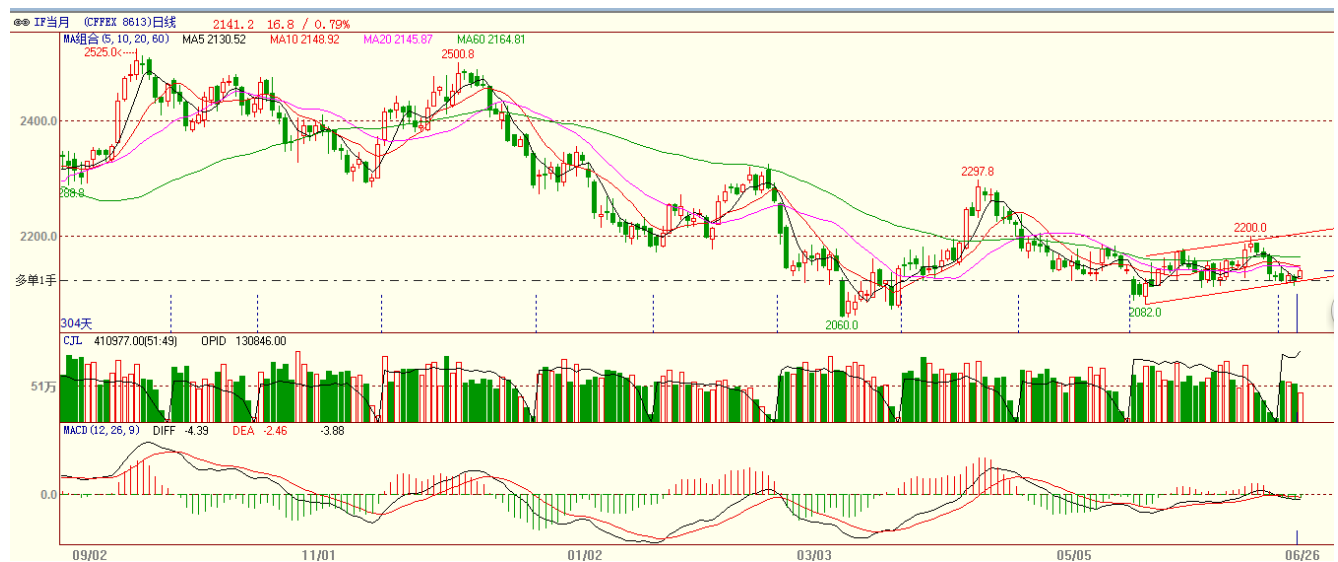 IF当月 (CFFEX 8613)日线 2141.2 16.8 / 0.79%
MA组合(5,10,20,60) MA5 2130.52 MA10 2148.92 MA20 2145.87 MA60 2164.81
2525.0
2500.8
2400.0
2297.8
288.8
2200.0
2200.0
多单1手
2082.0
2060.0
304天
CJL 410977.00(51:49) OPID 130846.00
51万
MACD(12,26,9) DIFF -4.39 DEA -2.46 -3.88
0.0
09/02 11/01 01/02 03/03 05/05 06/26